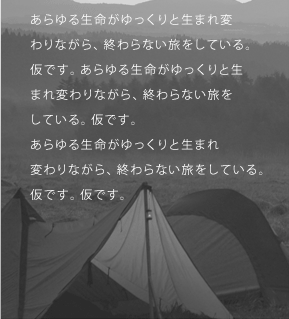 あらゆる生命がゆっくりと生まれ変
わりながら、終わらない旅をしている。
仮です。あらゆる生命がゆっくりと生
まれ変わりながら、終わらない旅を
している。仮です。
あらゆる生命がゆっくりと生まれ
変わりながら、終わらない旅をしている。
仮です。仮です。